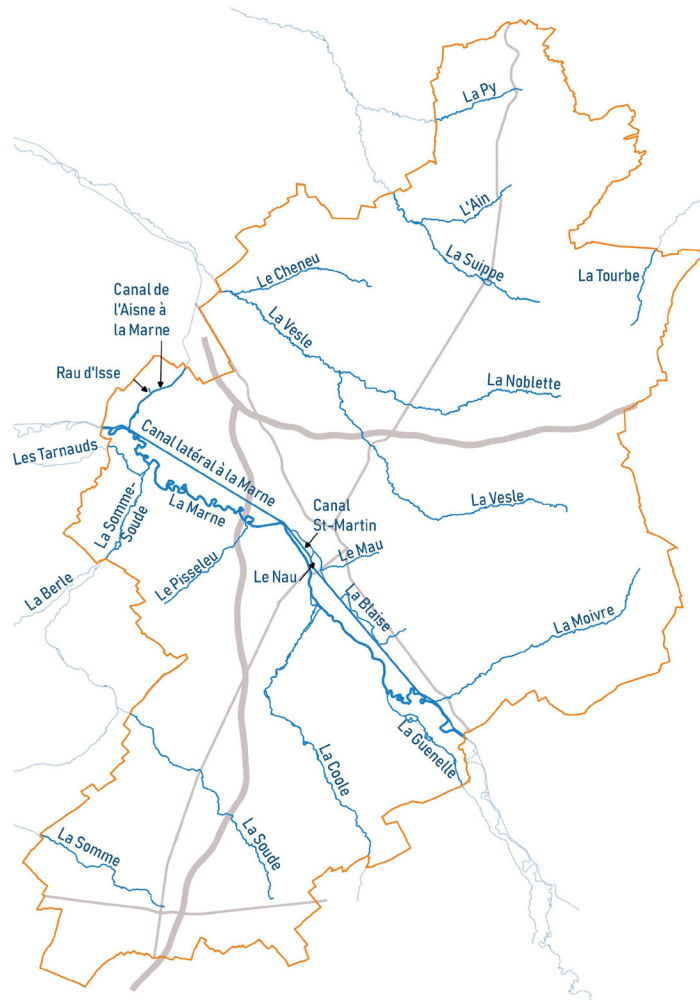 La Py
L'Ain
La Suippe
La Tourbe
Le Cheneu
La Vesle
Canal de
l'Aisne à
la Marne
Rau d'Isse
La Noblette
Les Tarnauds
Canal latéral à la Marne
La Somme-
Soude
La Marne
La Vesle
Canal
St-Martin
Le Mau
Le Nau
Le Pisseleu
La Berle
La Blaise
La Moivre
La Guenelle
La Coole
La Soude
La Somme